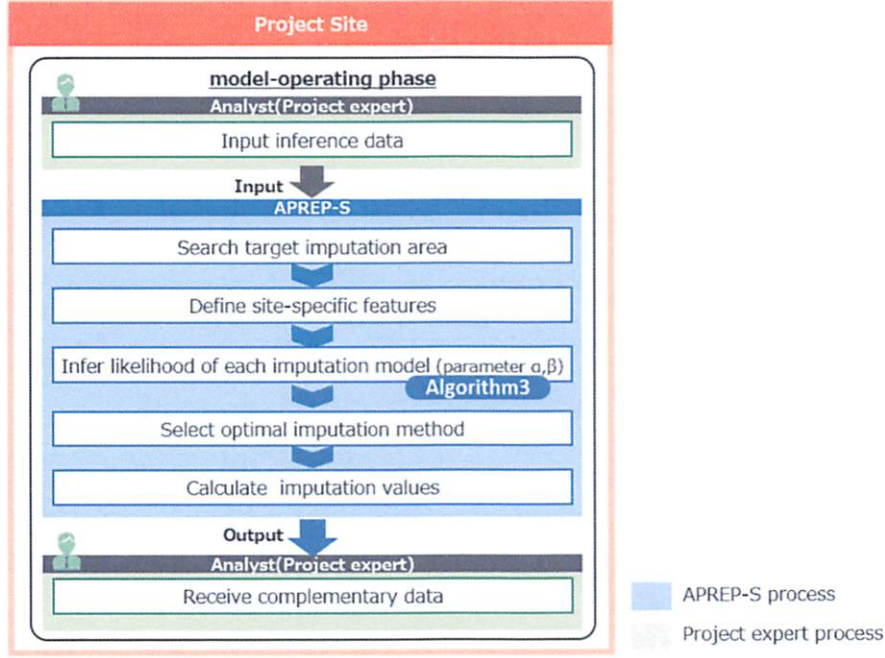 Project Site
model-operating phase
Analyst(Project expert)
Input inference data
Input
APREP-S
Search target imputation area
Define site-specific features
Infer likelihood of each imputation model (parameter α,β)
Algorithm3
Select optimal imputation method
Calculate imputation values
Output
Analyst(Project expert)
Receive complementary data
APREP-S process
Project expert process